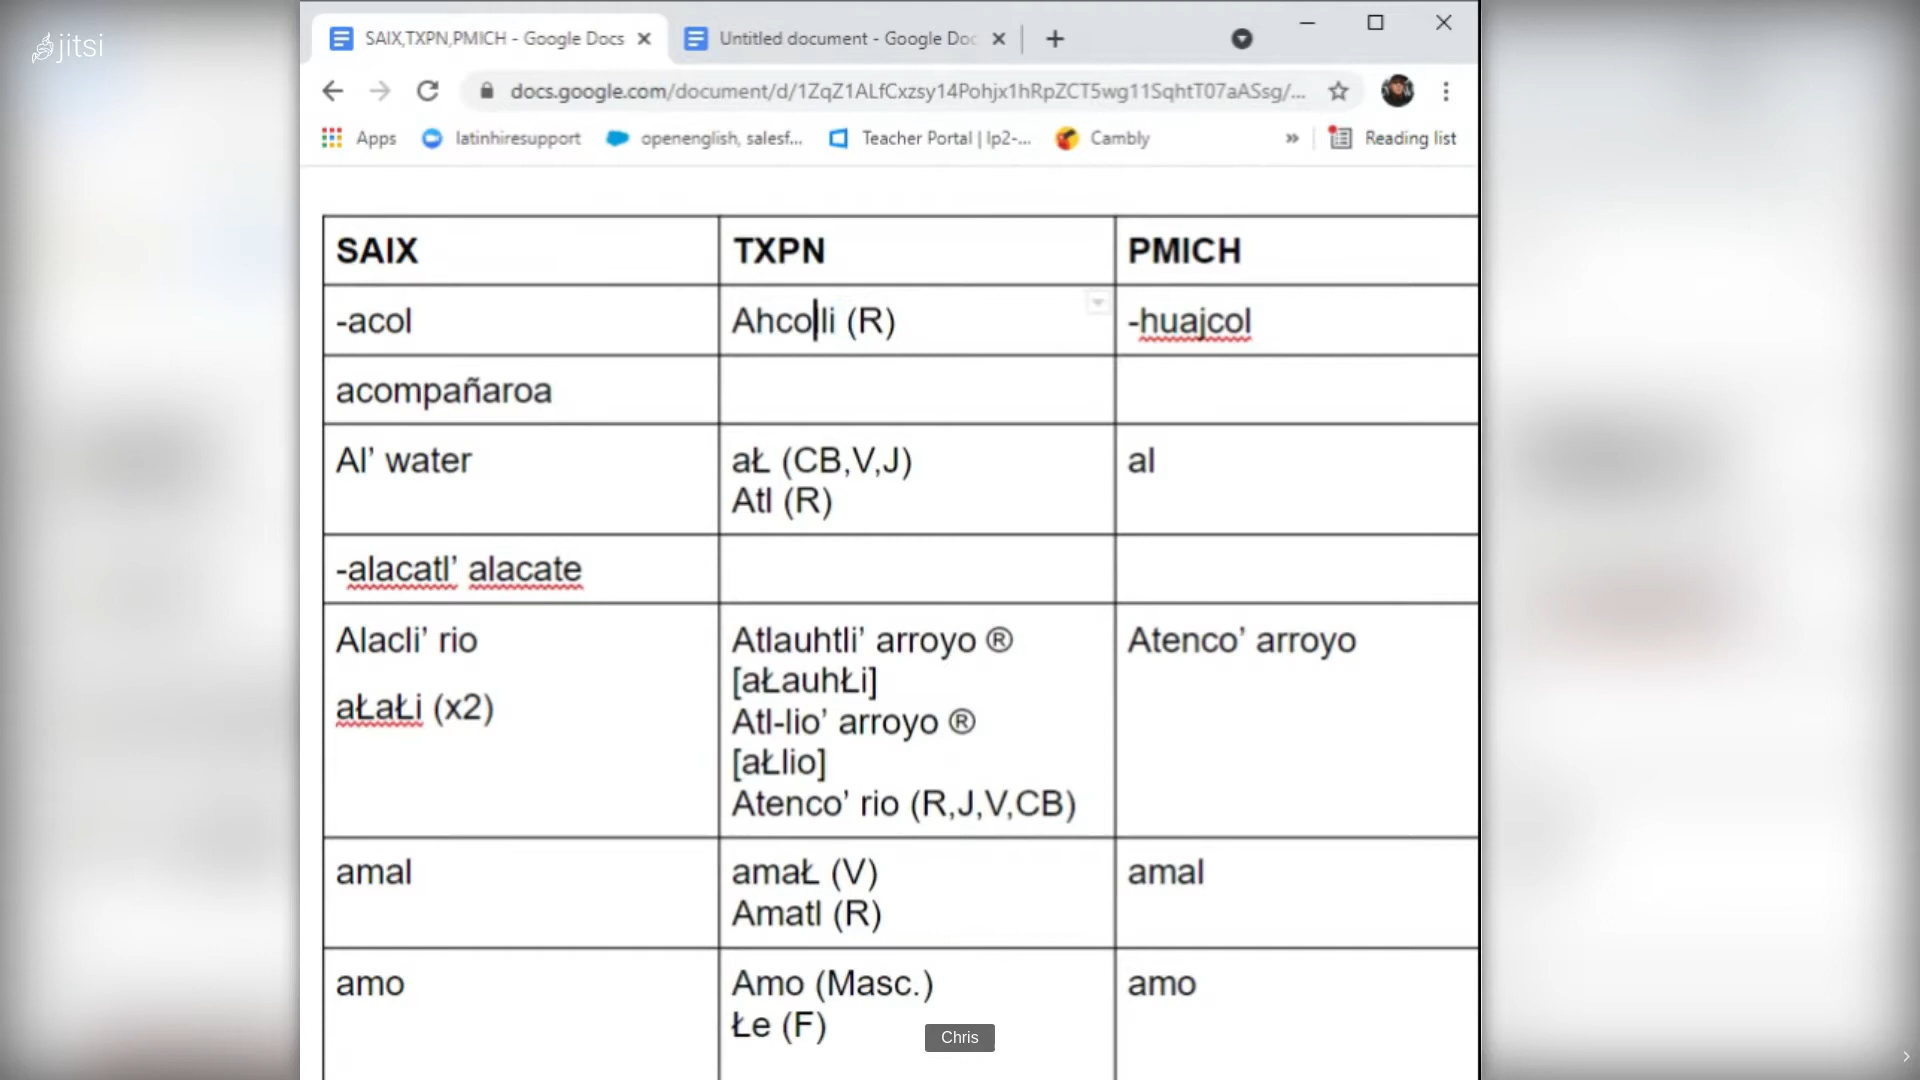 jitsi
SAIX,TXPN,PMICH - Google Docs
Untitled document - Google Doc
docs.google.com/document/d/1ZqZ1ALfCxzsy14Pohjx1hRpZCT5wg11SqhtT07aASsg/...
Apps latinhiresupport openenglish, salesf... Teacher Portal | lp2-... Cambly » Reading list
SAIX TXPN PMICH
-acol Ahcolli (R) -huajcol
acompañaroa
Al’ water aŁ (CB,V,J) al
Atl (R)
-alacatl’ alacate
Alacli’ rio Atlauhtli’ arroyo ® Atenco’ arroyo
[aŁauhŁi]
aŁaŁi (x2) Atl-lio’ arroyo ®
[aŁlio]
Atenco’ rio (R,J,V,CB)
amal amaŁ (V) amal
Amatl (R)
amo Amo (Masc.) amo
Łe (F)
Chris